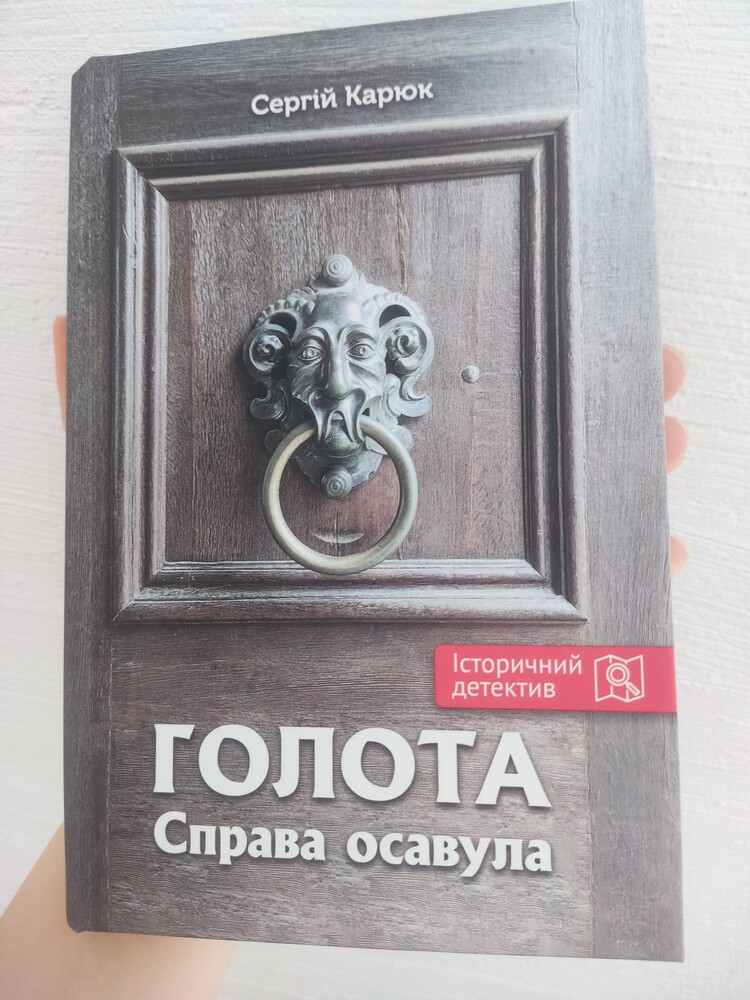 Сергій Карюк
Історичний
детектив
ГОЛОТА
Справа осавула